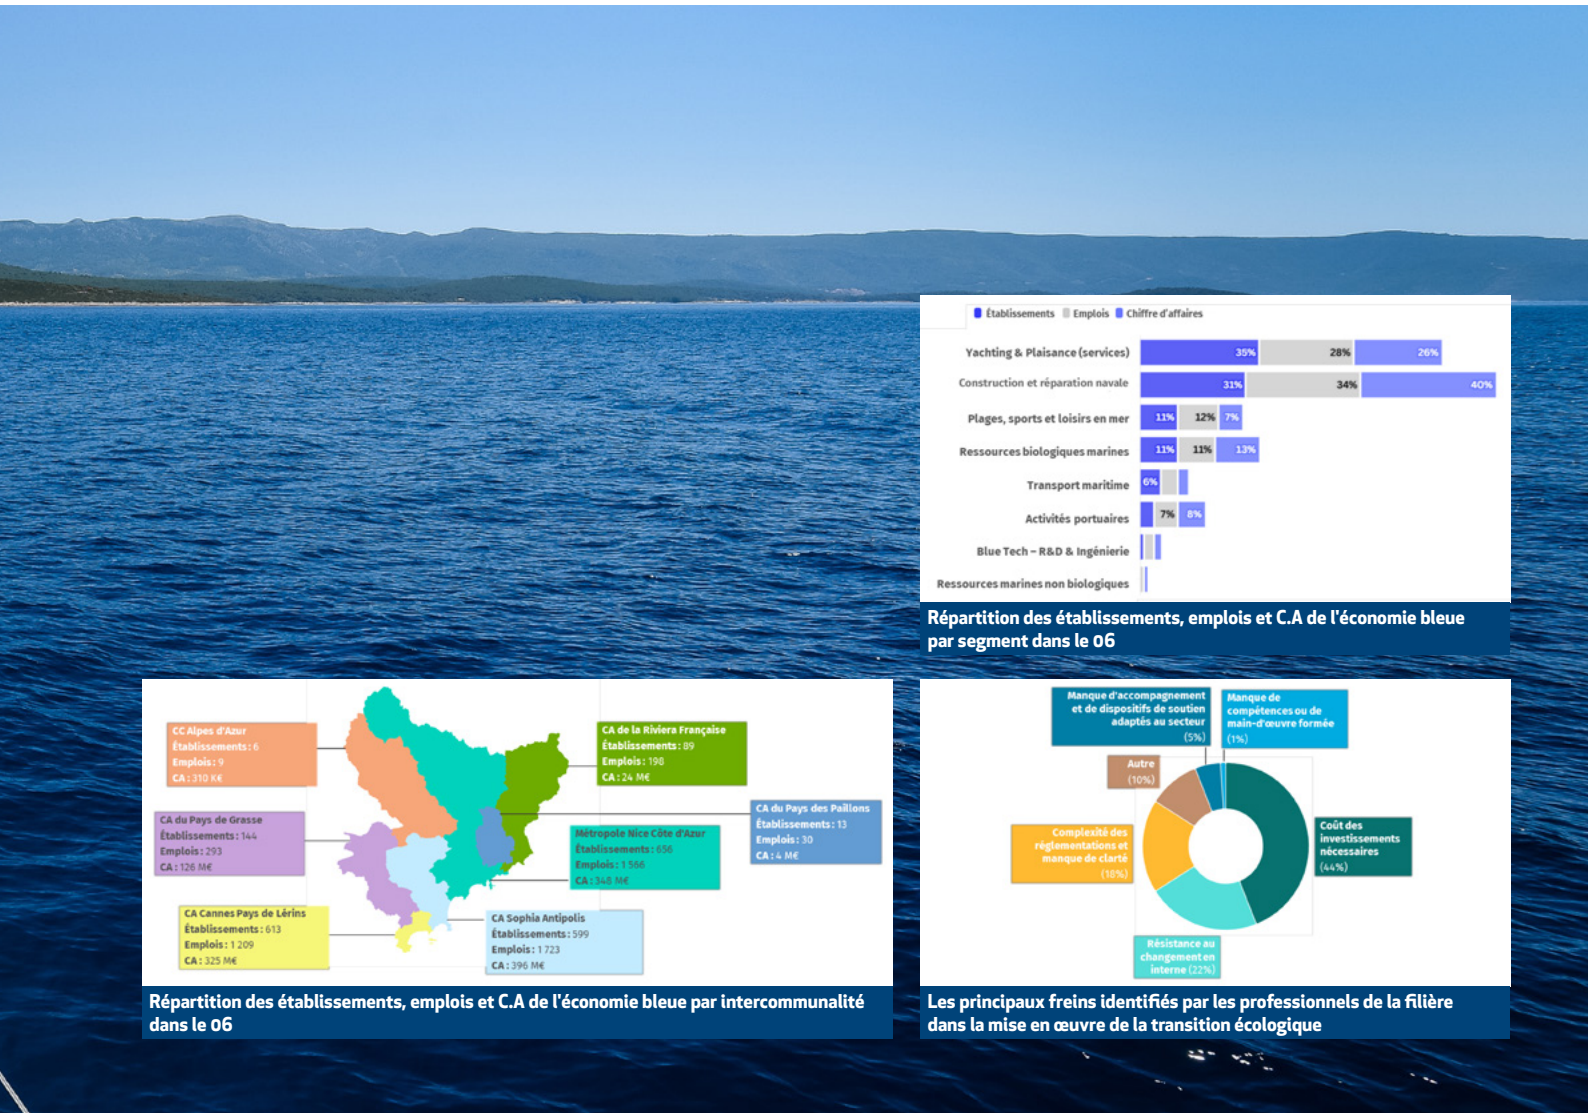 Établissements Emplois Chiffre d'affaires
Yachting & Plaisance (services) 35% 28% 26%
Construction et réparation navale 31% 34% 40%
Plages, sports et loisirs en mer 11% 12% 7%
Ressources biologiques marines 11% 11% 13%
Transport maritime 6%
Activités portuaires 7% 8%
Blue Tech – R&D & Ingénierie
Ressources marines non biologiques
Répartition des établissements, emplois et C.A de l'économie bleue
par segment dans le 06
CC Alpes d'Azur
Établissements : 6
Emplois : 9
CA : 310 K€
CA de la Riviera Française
Établissements : 89
Emplois : 198
CA : 24 M€
CA du Pays de Grasse
Établissements : 144
Emplois : 293
CA : 126 M€
CA du Pays des Paillons
Établissements : 13
Emplois : 30
CA : 4 M€
Métropole Nice Côte d'Azur
Établissements : 656
Emplois : 1 566
CA : 348 M€
CA Cannes Pays de Lérins
Établissements : 613
Emplois : 1 209
CA : 325 M€
CA Sophia Antipolis
Établissements : 599
Emplois : 1 723
CA : 396 M€
Répartition des établissements, emplois et C.A de l'économie bleue par intercommunalité
dans le 06
Manque d'accompagnement
et de dispositifs de soutien
adaptés au secteur
(5%)
Manque de
compétences ou de
main-d'œuvre formée
(1%)
Autre
(10%)
Complexité des
réglementations et
manque de clarté
(18%)
Coût des
investissements
nécessaires
(44%)
Résistance au
changement en
interne (22%)
Les principaux freins identifiés par les professionnels de la filière
dans la mise en œuvre de la transition écologique